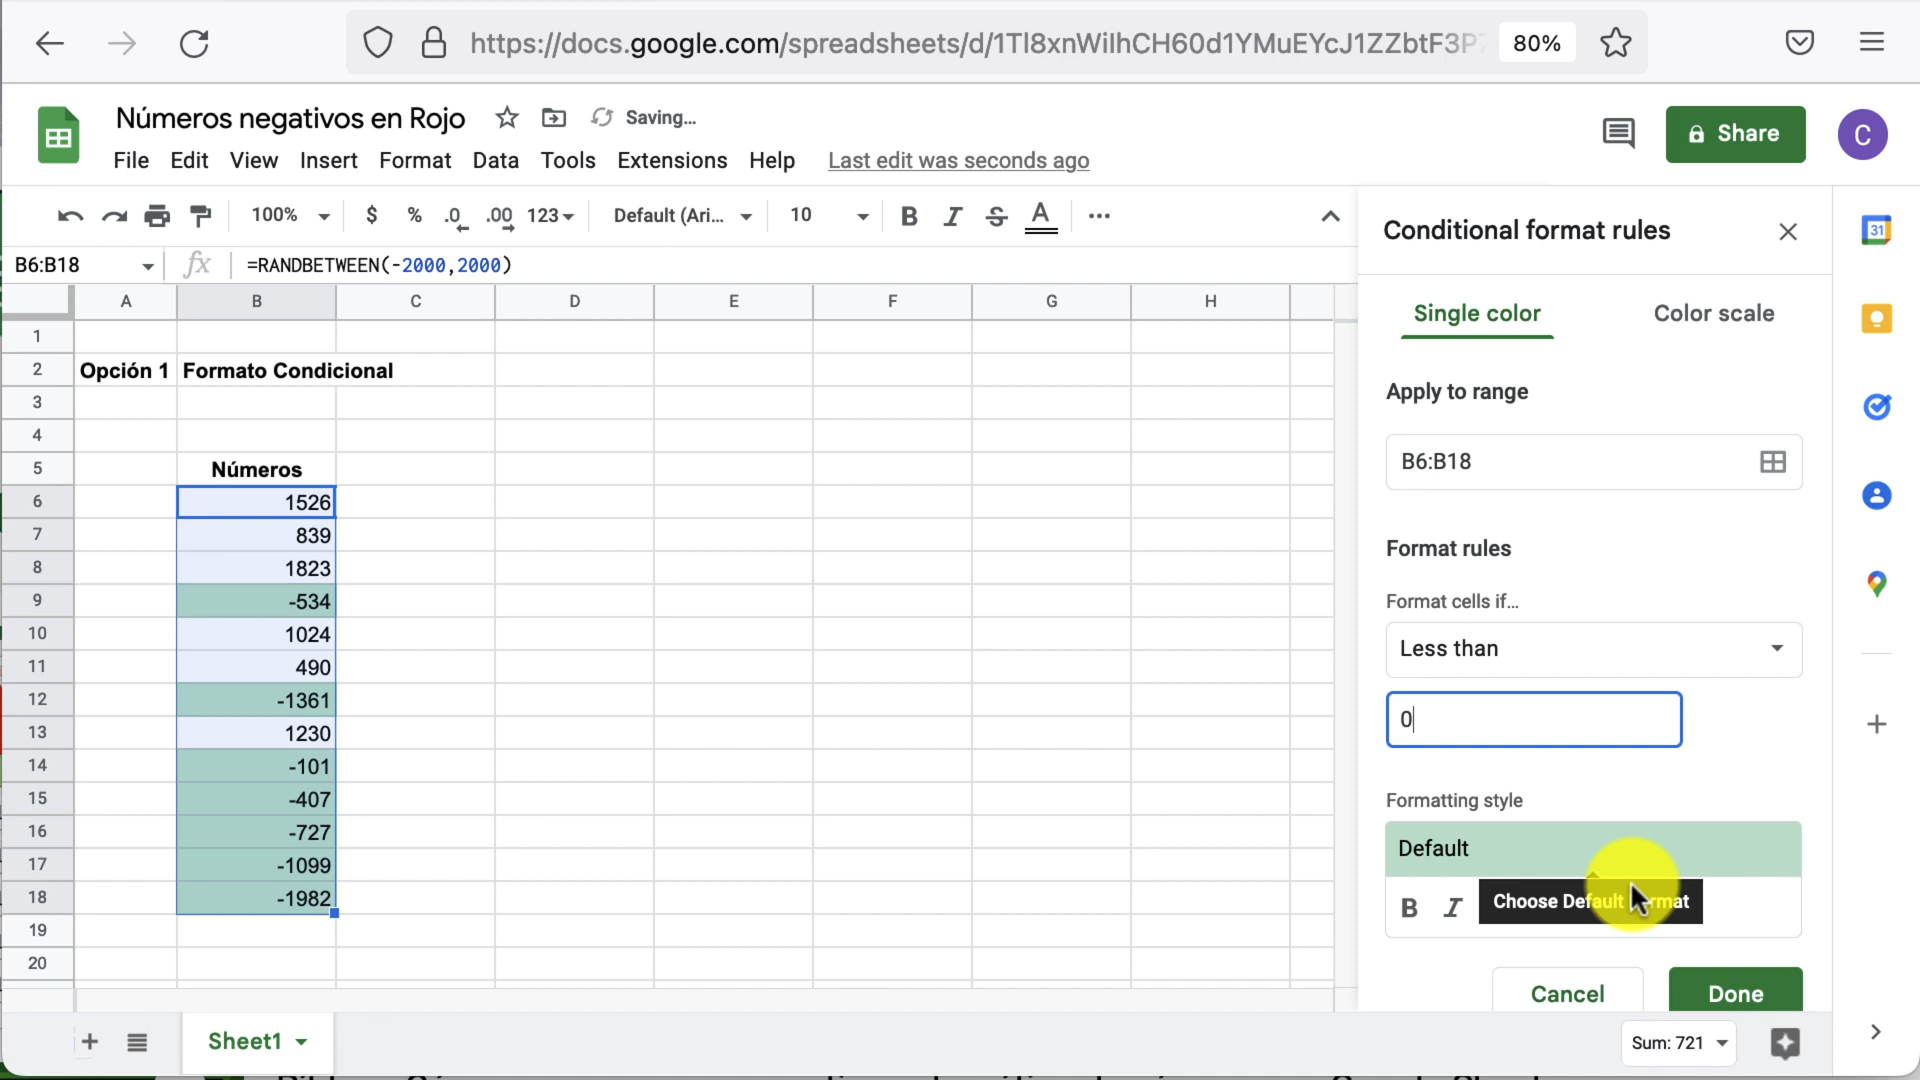 https://docs.google.com/spreadsheets/d/1Tl8xnWilhCH60d1YMuEYcJ1ZZbtF3P7
80%
Números negativos en Rojo
Saving...
Share
C
File Edit View Insert Format Data Tools Extensions Help Last edit was seconds ago
100% $ % .0 .00 123 Default (Ari... 10 B I S A
B6:B18 fx =RANDBETWEEN(-2000,2000)
A B C D E F G H
1
2 Opción 1 Formato Condicional
3
4
5 Números
6 1526
7 839
8 1823
9 -534
10 1024
11 490
12 -1361
13 1230
14 -101
15 -407
16 -727
17 -1099
18 -1982
19
20
Sheet1
Sum: 721
Conditional format rules
Single color Color scale
Apply to range
B6:B18
Format rules
Format cells if...
Less than
0
Formatting style
Default
B I
Choose Default
Cancel Done
31